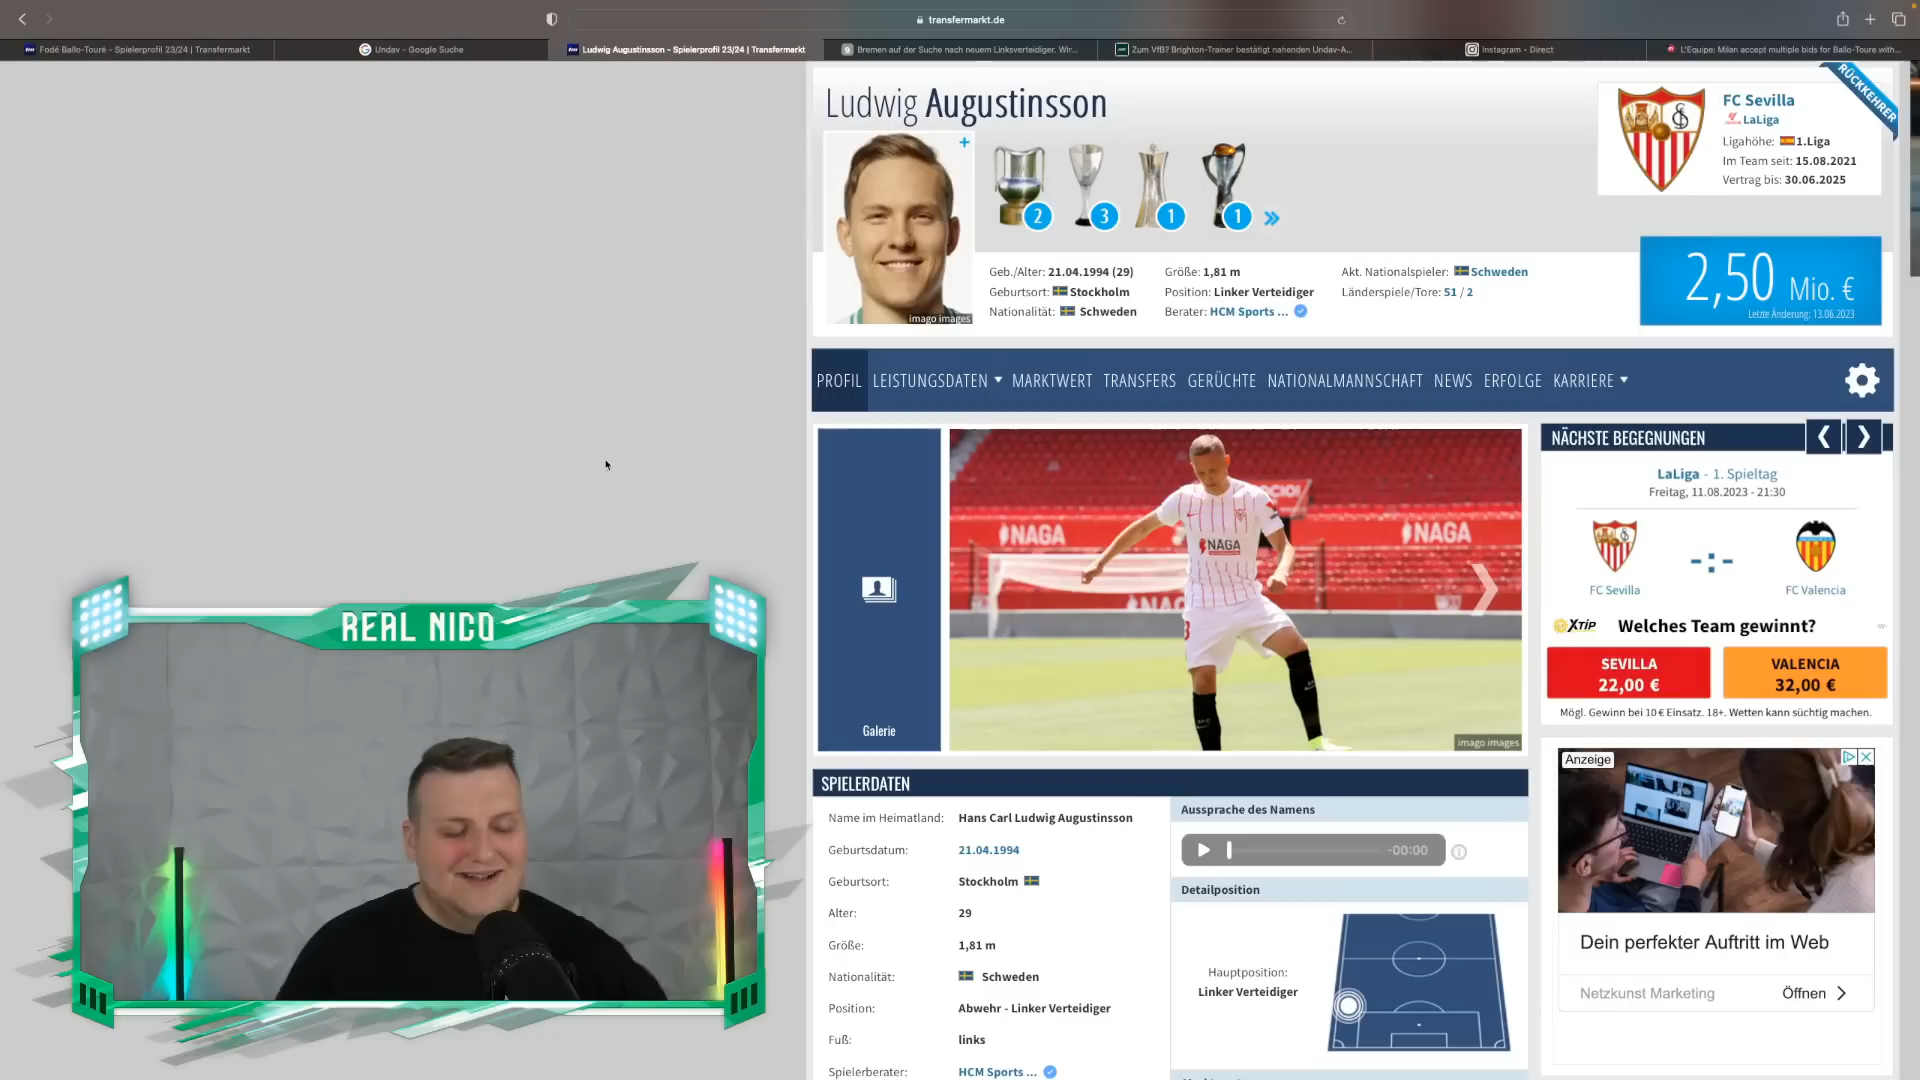 transfermarkt.de
Fodé Ballo-Touré - Spielerprofil 23/24 | Transfermarkt
Undav - Google Suche
Ludwig Augustinsson - Spielerprofil 23/24 | Transfermarkt
Bremen auf der Suche nach neuem Linksverteidiger. Wir...
Zum VfB? Brighton-Trainer bestätigt nahenden Undav-A...
Instagram - Direct
L'Equipe: Milan accept multiple bids for Ballo-Toure with...
Ludwig Augustinsson
2
3
1
1
RÜCKKEHRER
FC Sevilla
LaLiga
Ligahöhe: 1.Liga
Im Team seit: 15.08.2021
Vertrag bis: 30.06.2025
imago images
Geb./Alter: 21.04.1994 (29)
Geburtsort: Stockholm
Nationalität: Schweden
Größe: 1,81 m
Position: Linker Verteidiger
Berater: HCM Sports ...
Akt. Nationalspieler: Schweden
Länderspiele/Tore: 51 / 2
2,50 Mio. €
Letzte Änderung: 13.06.2023
PROFIL LEISTUNGSDATEN MARKTWERT TRANSFERS GERÜCHTE NATIONALMANNSCHAFT NEWS ERFOLGE KARRIERE
Galerie
NAGA
NAGA
NAGA
imago images
NÄCHSTE BEGEGNUNGEN
LaLiga - 1. Spieltag
Freitag, 11.08.2023 - 21:30
-:-
FC Sevilla
FC Valencia
XTiP
Welches Team gewinnt?
SEVILLA
22,00 €
VALENCIA
32,00 €
Mögl. Gewinn bei 10 € Einsatz. 18+. Wetten kann süchtig machen.
Anzeige
Dein perfekter Auftritt im Web
Netzkunst Marketing
Öffnen
SPIELERDATEN
Name im Heimatland: Hans Carl Ludwig Augustinsson
Geburtsdatum: 21.04.1994
Geburtsort: Stockholm
Alter: 29
Größe: 1,81 m
Nationalität: Schweden
Position: Abwehr - Linker Verteidiger
Fuß: links
Spielerberater: HCM Sports ...
Aussprache des Namens
-00:00
Detailposition
Hauptposition:
Linker Verteidiger
REAL NICO